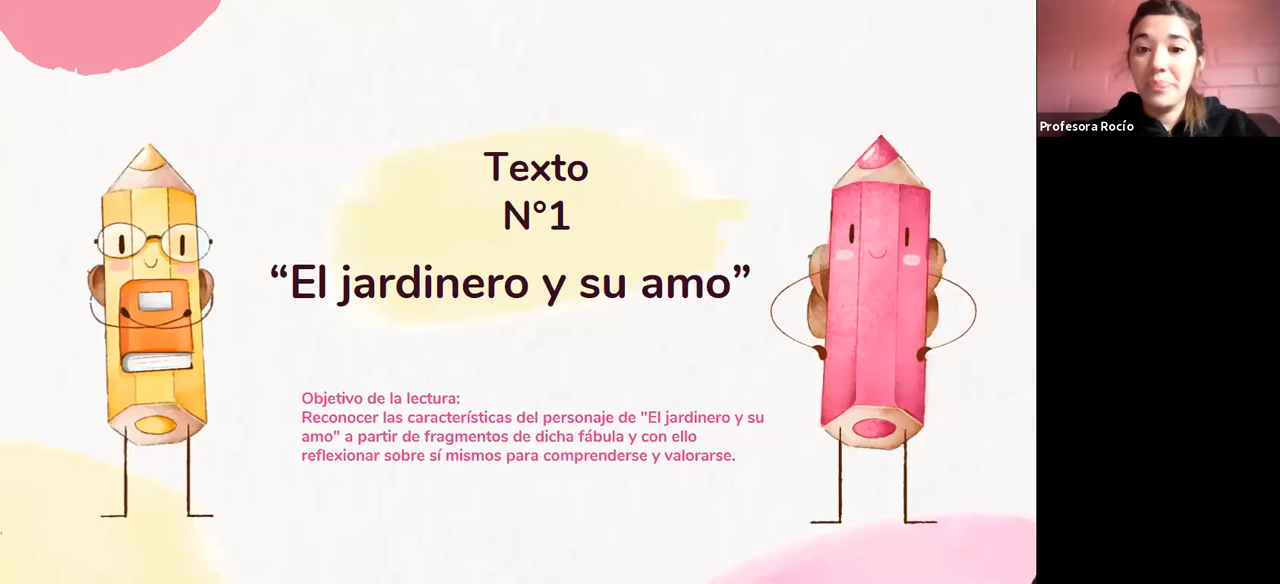 Texto
N°1
“El jardinero y su amo”
Objetivo de la lectura:
Reconocer las características del personaje de "El jardinero y su
amo" a partir de fragmentos de dicha fábula y con ello
reflexionar sobre sí mismos para comprenderse y valorarse.
Profesora Rocío